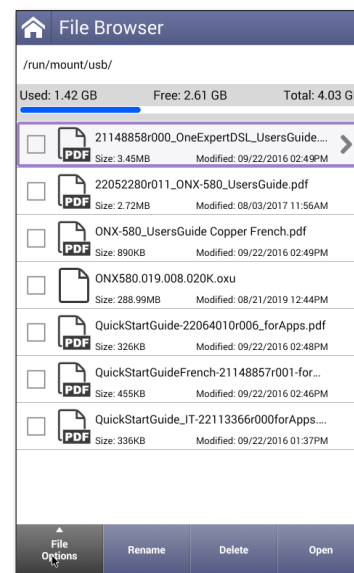 File Browser
/run/mount/usb/
Used: 1.42 GB Free: 2.61 GB Total: 4.03 G
21148858r000_OneExpertDSL_UsersGuide....
PDF Size: 3.45MB Modified: 09/22/2016 02:49PM
22052280r011_ONX-580_UsersGuide.pdf
PDF Size: 2.72MB Modified: 08/03/2017 11:56AM
ONX-580_UsersGuide Copper French.pdf
PDF Size: 890KB Modified: 09/22/2016 02:49PM
ONX580.019.008.020K.oxu
Size: 288.99MB Modified: 08/21/2019 12:44PM
QuickStartGuide-22064010r006_forApps.pdf
PDF Size: 326KB Modified: 09/22/2016 02:48PM
QuickStartGuideFrench-21148857r001-for...
PDF Size: 455KB Modified: 09/22/2016 02:46PM
QuickStartGuide_IT-22113366r000forApps....
PDF Size: 336KB Modified: 09/22/2016 01:37PM
File
Options Rename Delete Open